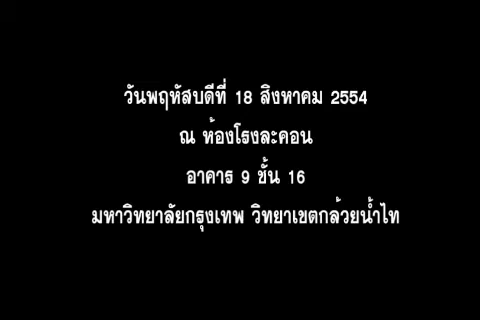 วันพฤหัสบดีที่ 18 สิงหาคม 2554
ณ ห้องโรงละคอน
อาคาร 9 ชั้น 16
มหาวิทยาลัยกรุงเทพ วิทยาเขตกล้วยน้ำไท